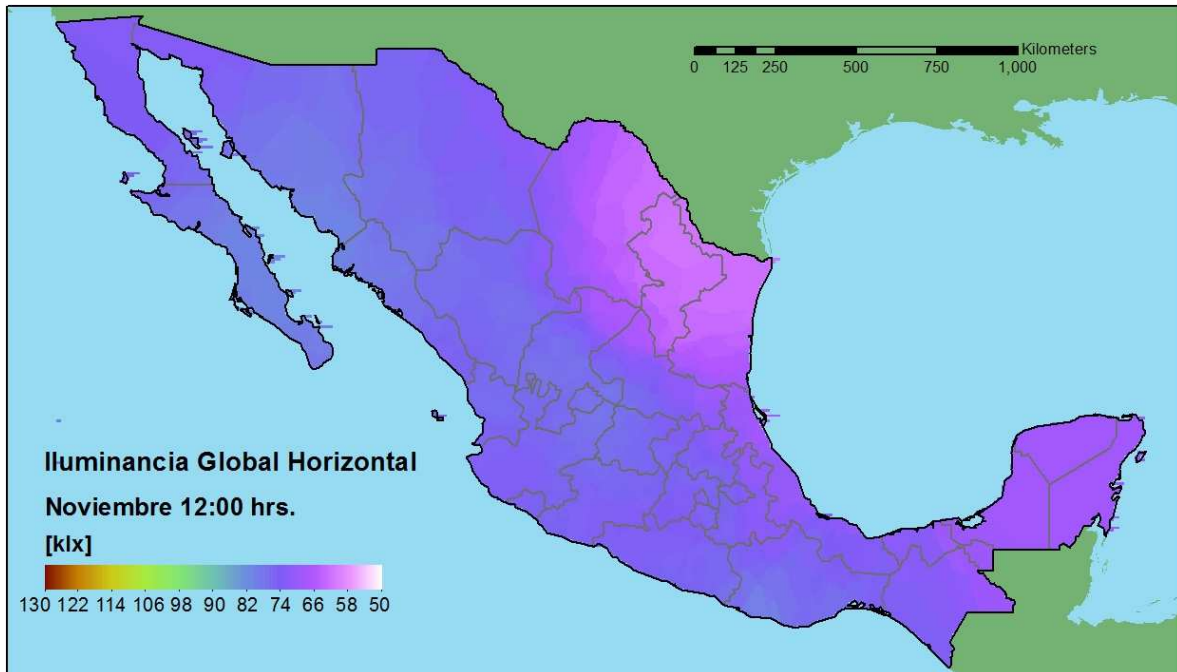 Kilometers
0 125 250 500 750 1,000
Iluminancia Global Horizontal
Noviembre 12:00 hrs.
[klx]
130 122 114 106 98 90 82 74 66 58 50